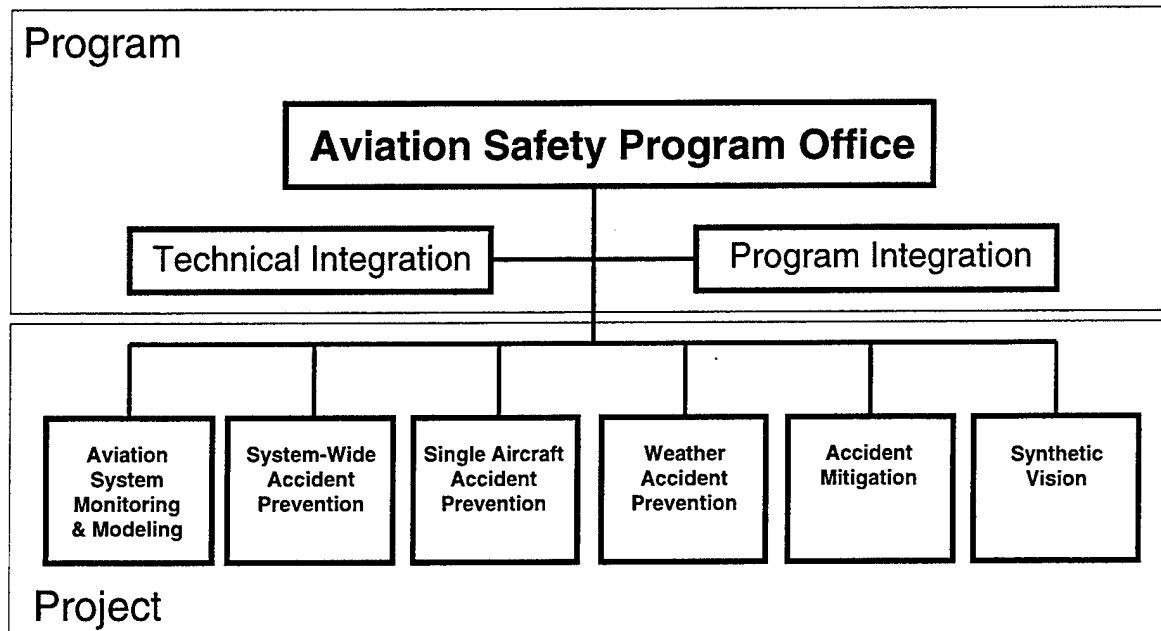 Program
Aviation Safety Program Office
Technical Integration
Program Integration
Aviation
System
Monitoring
& Modeling
System-Wide
Accident
Prevention
Single Aircraft
Accident
Prevention
Weather
Accident
Prevention
Accident
Mitigation
Synthetic
Vision
Project